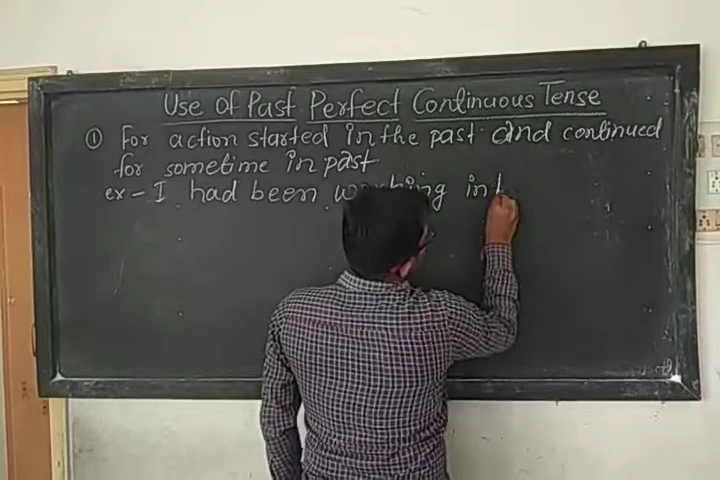 Use Of Past Perfect Continuous Tense
① For action started in the past and continued
for sometime in past
ex - I had been working in